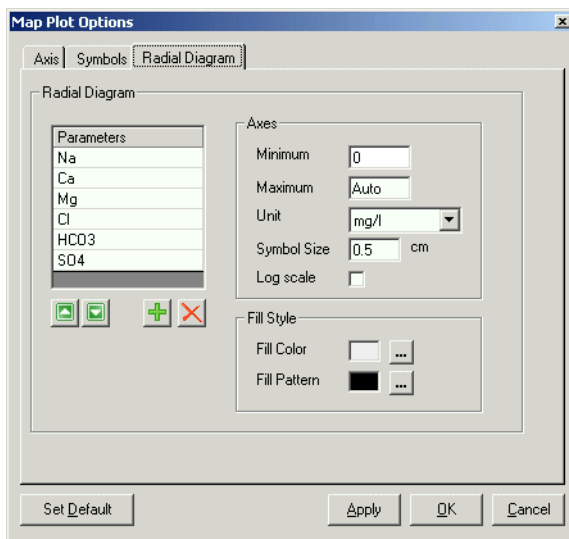 Map Plot Options
Axis Symbols Radial Diagram
Radial Diagram
Parameters
Na
Ca
Mg
Cl
HCO3
SO4
Axes
Minimum 0
Maximum Auto
Unit mg/l
Symbol Size 0.5 cm
Log scale
Fill Style
Fill Color ...
Fill Pattern ...
Set Default Apply OK Cancel